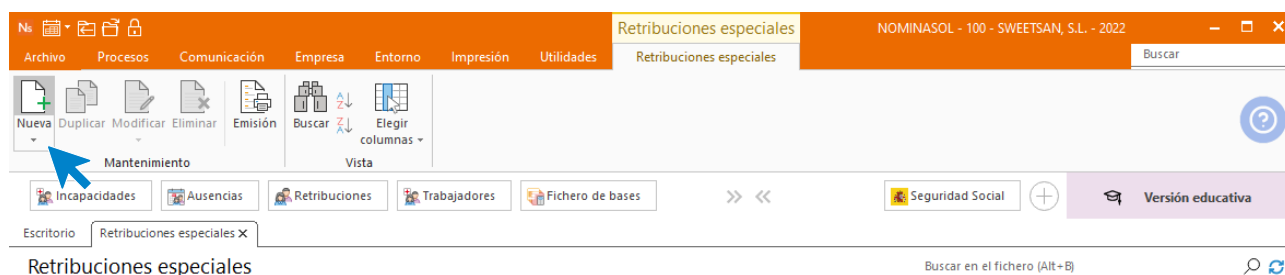 Ns Retribuciones especiales NOMINASOL - 100 - SWEETSAN, S.L. - 2022
Archivo Procesos Comunicación Empresa Entorno Impresión Utilidades Retribuciones especiales Buscar
Nueva Duplicar Modificar Eliminar Emisión Buscar A Z Z A Elegir columnas
Mantenimiento Vista
Incapacidades Ausencias Retribuciones Trabajadores Fichero de bases Seguridad Social Versión educativa
Escritorio Retribuciones especiales X
Retribuciones especiales Buscar en el fichero (Alt+B)